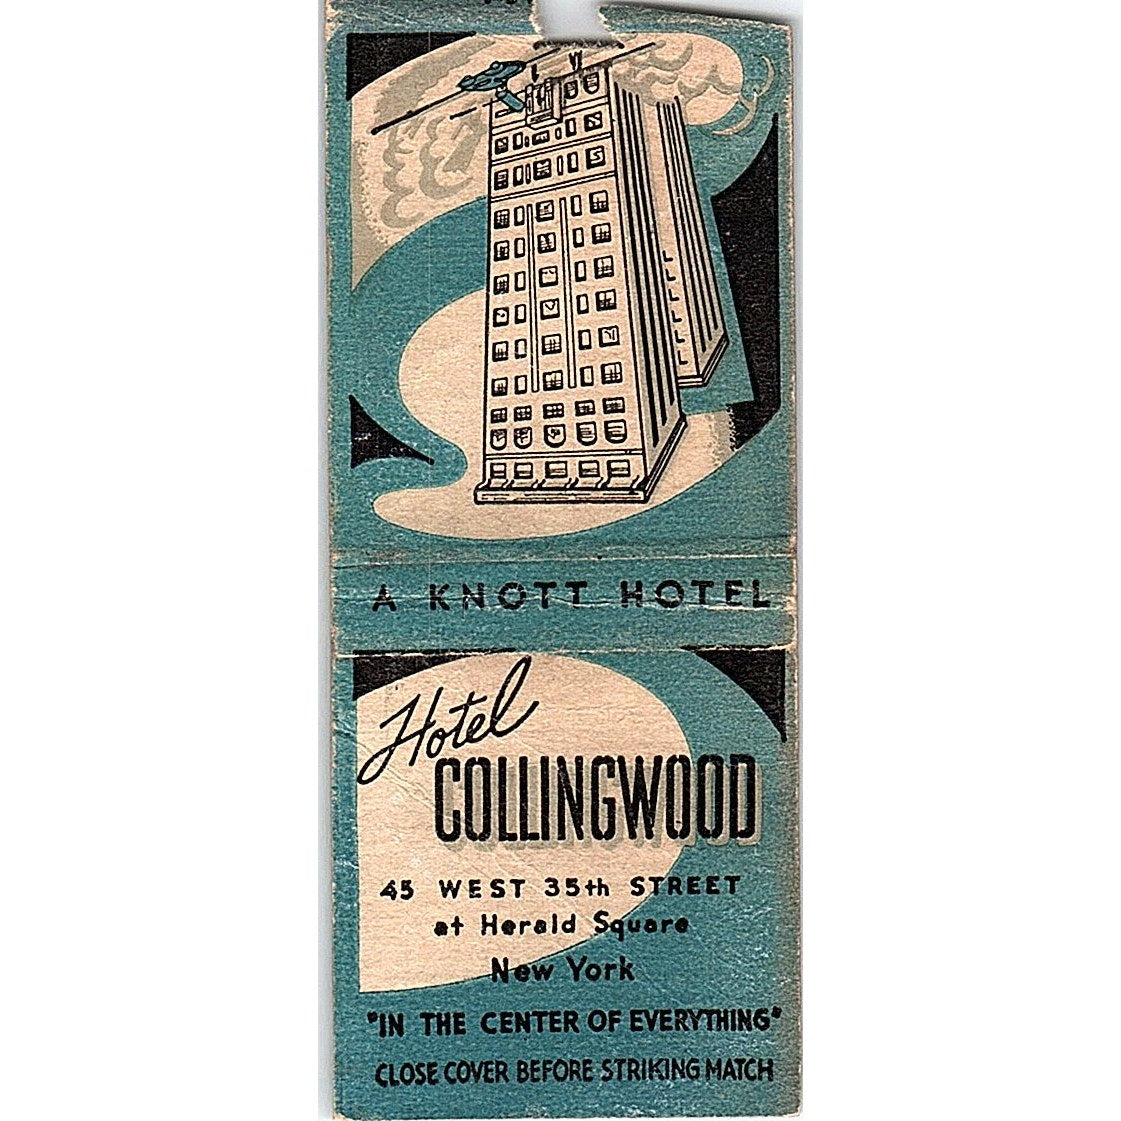 A KNOTT HOTEL
Hotel
COLLINGWOOD
45 WEST 35th STREET
at Herald Square
New York
"IN THE CENTER OF EVERYTHING"
CLOSE COVER BEFORE STRIKING MATCH